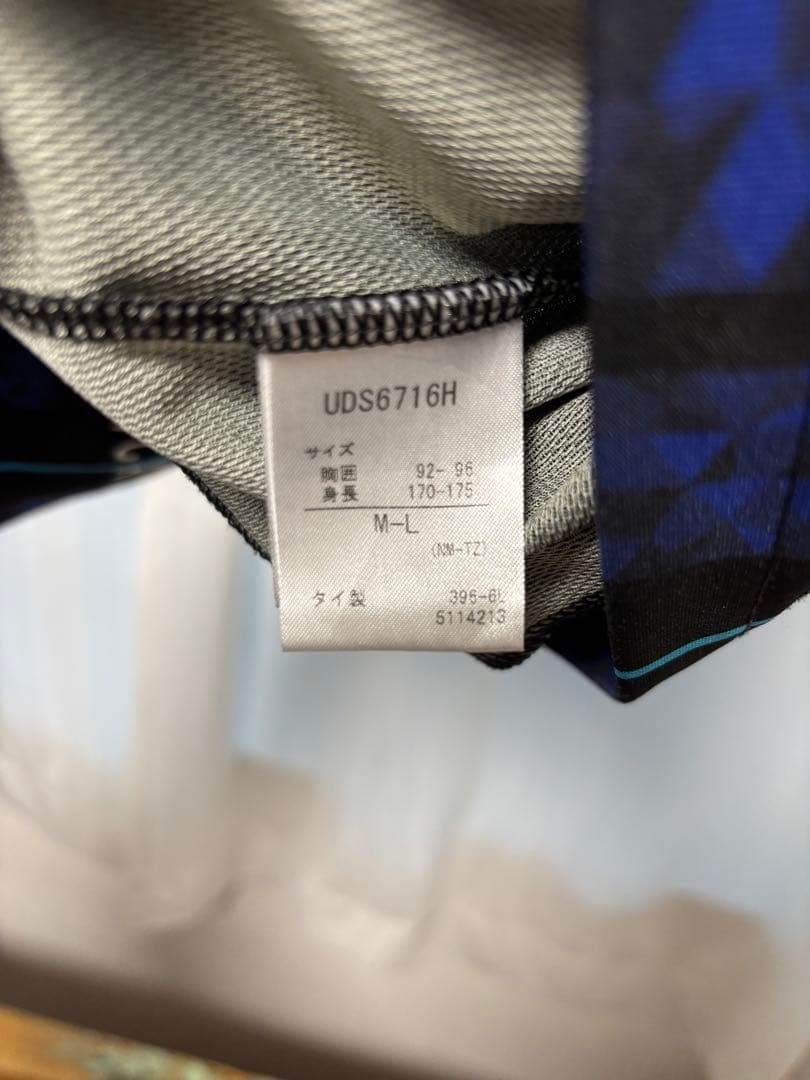 UDS6716H
サイズ
胸囲 92- 96
身長 170-175
M-L
(NM-TZ)
タイ製 396-6L
5114213